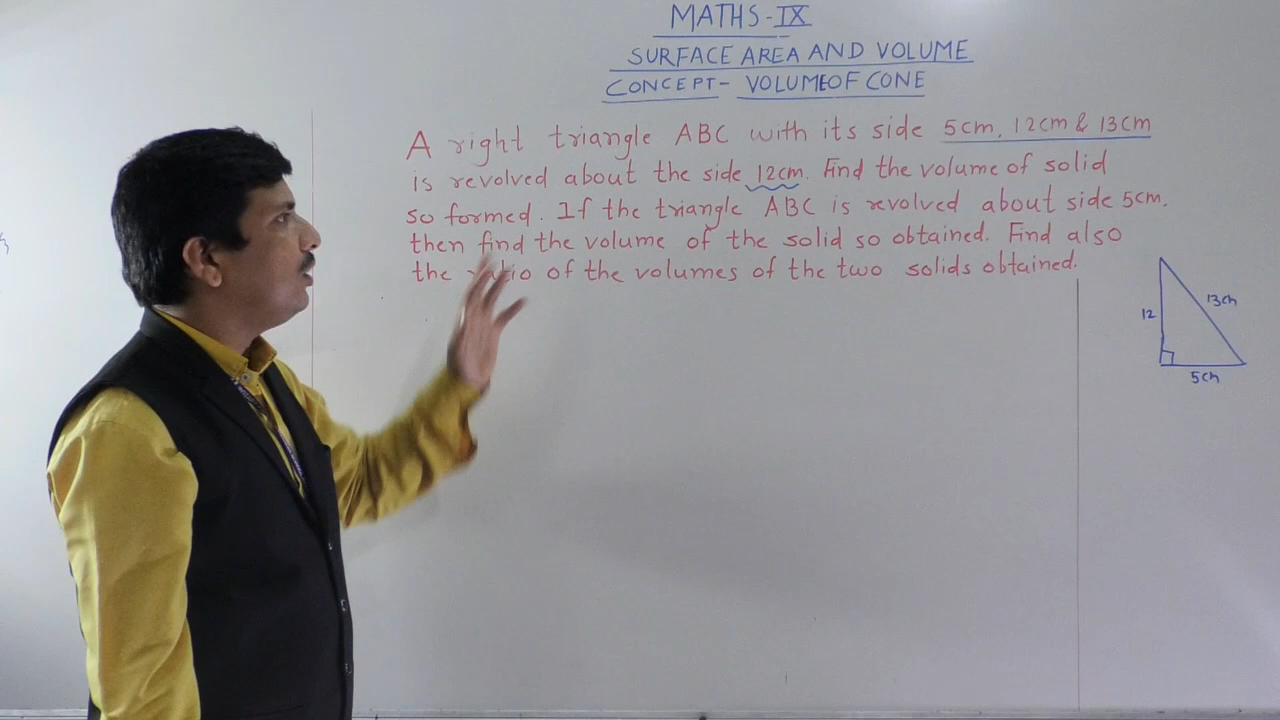 MATHS-IX
SURFACE AREA AND VOLUME
CONCEPT- VOLUME OF CONE
A right triangle ABC with its side 5cm, 12cm & 13cm
is revolved about the side 12cm. Find the volume of solid
so formed. If the triangle ABC is revolved about side 5cm.
then find the volume of the solid so obtained. Find also
the ratio of the volumes of the two solids obtained.
12
13cm
5cm